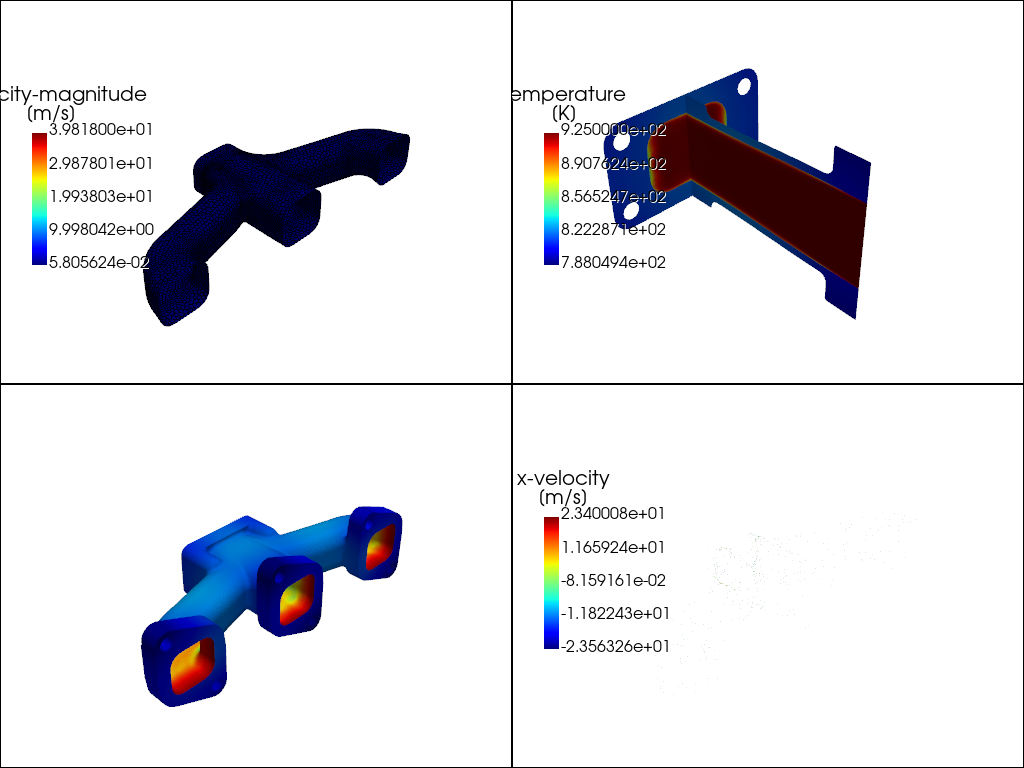 city-magnitude
(m/s)
3.981800e+01
2.987801e+01
1.993803e+01
9.998042e+00
5.805624e-02
emperature
(K)
9.250000e+02
8.907624e+02
8.565247e+02
8.222871e+02
7.880494e+02
x-velocity
(m/s)
2.340008e+01
1.165924e+01
-8.159161e-02
-1.182243e+01
-2.356326e+01